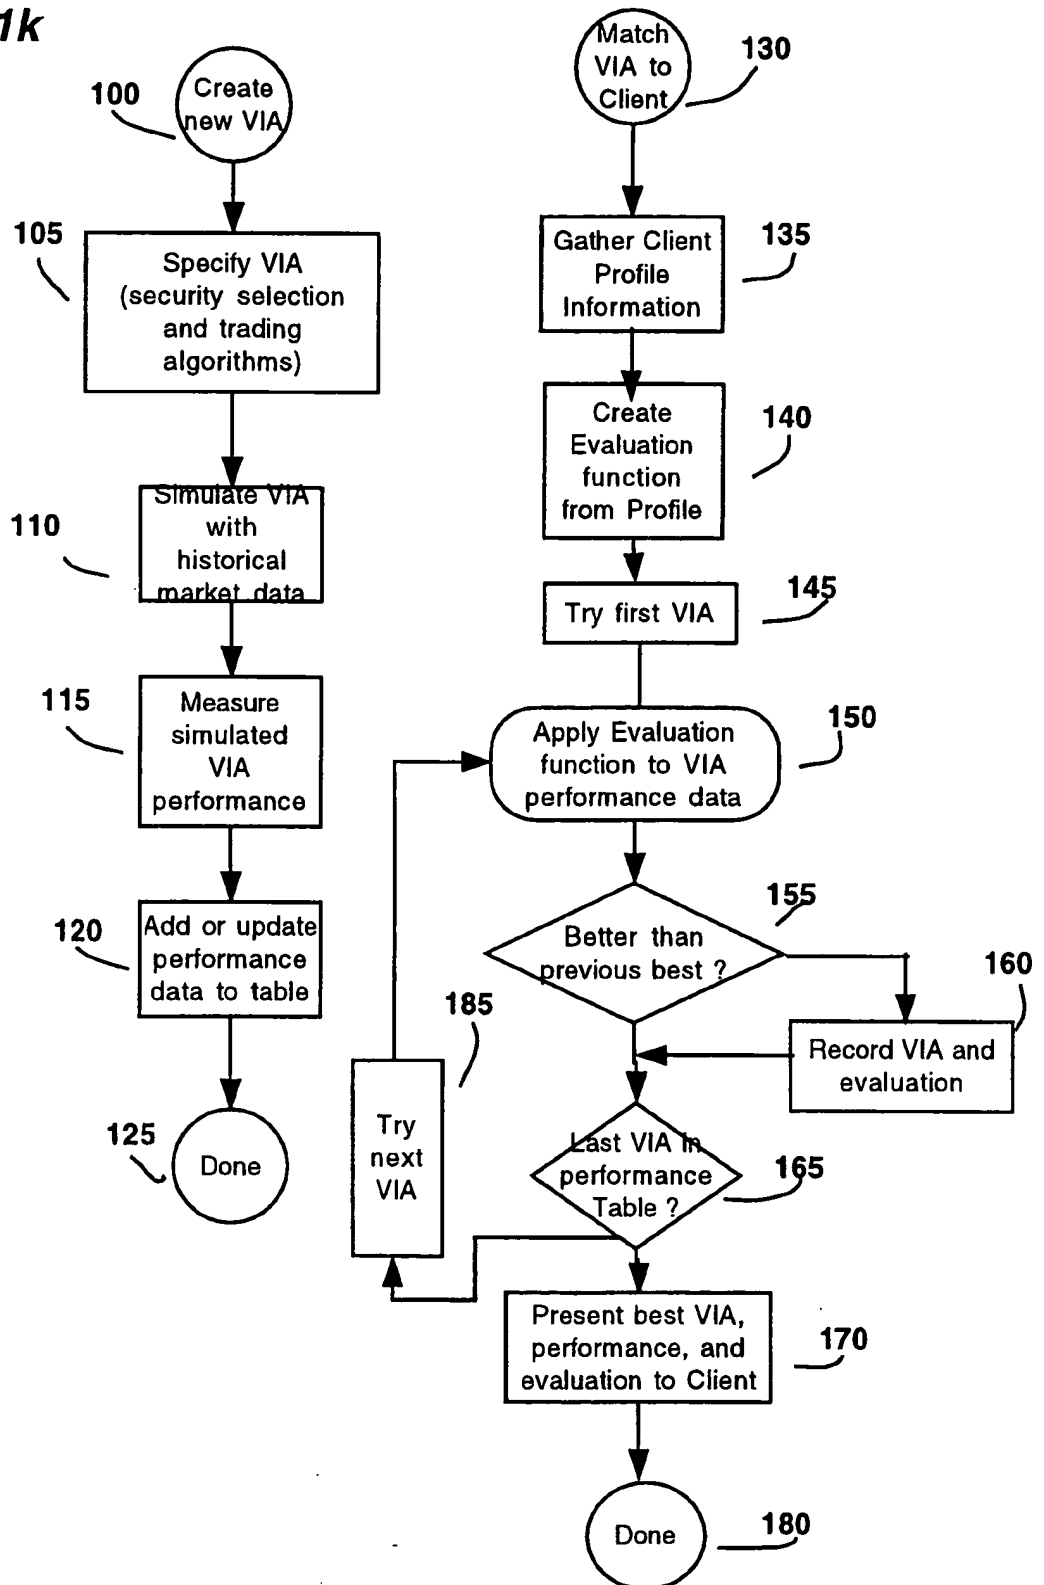 1k
100
Create
new VIA
105
Specify VIA
(security selection
and trading
algorithms)
110
Simulate VIA
with
historical
market data
115
Measure
simulated
VIA
performance
120
Add or update
performance
data to table
125
Done
Match
VIA to
Client
130
Gather Client
Profile
Information
135
Create
Evaluation
function
from Profile
140
Try first VIA
145
Apply Evaluation
function to VIA
performance data
150
Better than
previous best ?
155
Record VIA and
evaluation
160
Last VIA in
performance
Table ?
165
Try
next
VIA
185
Present best VIA,
performance, and
evaluation to Client
170
Done
180